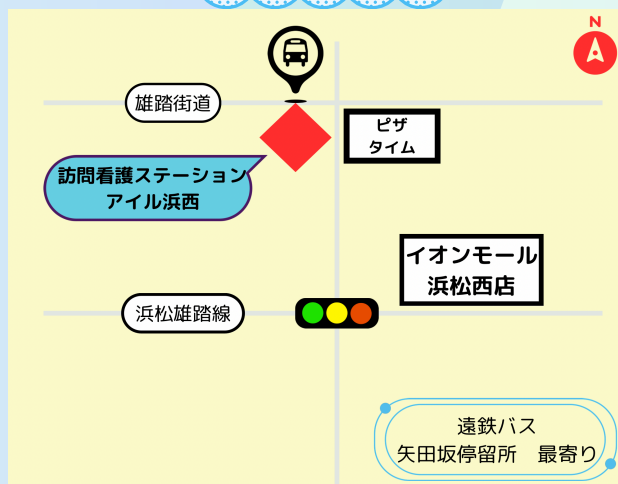 N
雄踏街道
ピザ
タイム
訪問看護ステーション
アイル浜西
イオンモール
浜松西店
浜松雄踏線
遠鉄バス
矢田坂停留所　最寄り